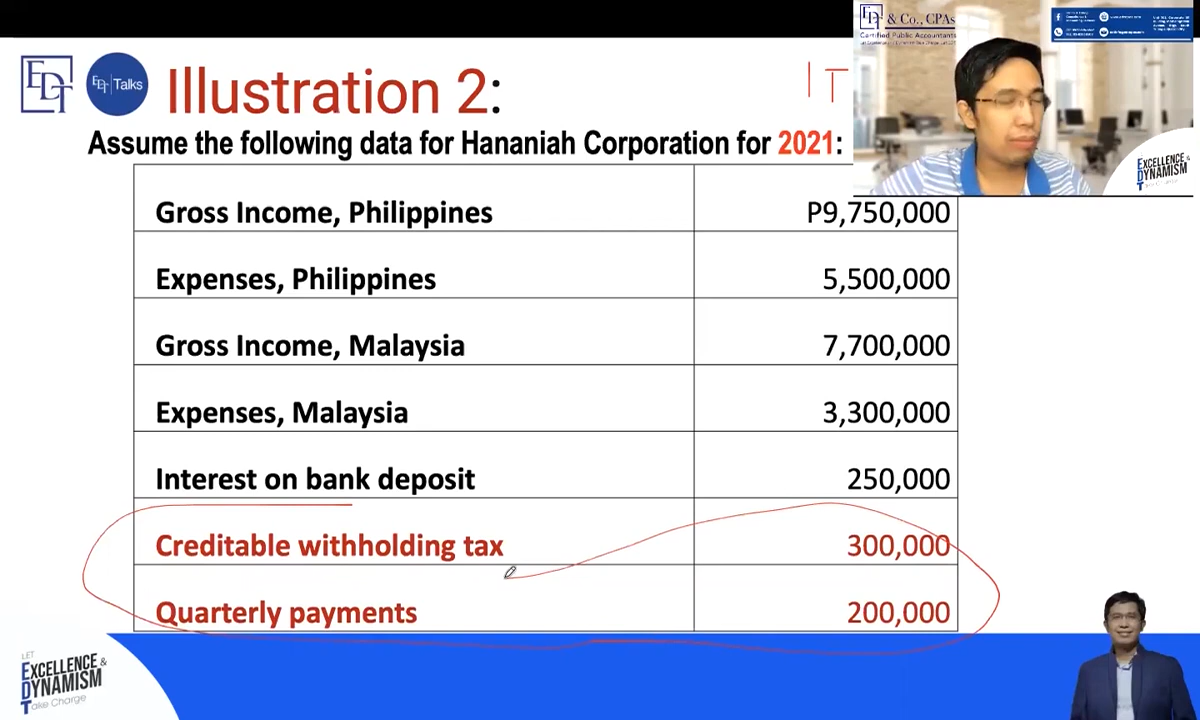 EDT
EDT Talks
Illustration 2:
IT
EDT & Co., CPAs
Certified Public Accountants
Assume the following data for Hananiah Corporation for 2021:
EXCELLENCE &
DYNAMISM
Gross Income, Philippines P9,750,000
Expenses, Philippines 5,500,000
Gross Income, Malaysia 7,700,000
Expenses, Malaysia 3,300,000
Interest on bank deposit 250,000
Creditable withholding tax 300,000
Quarterly payments 200,000
LET
EXCELLENCE &
DYNAMISM
Take Charge